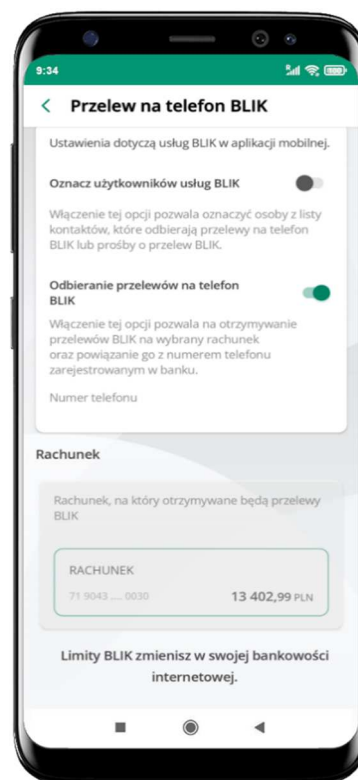 9:34
Przelew na telefon BLIK
Ustawienia dotyczą usług BLIK w aplikacji mobilnej.
Oznacz użytkowników usług BLIK
Włączenie tej opcji pozwala oznaczyć osoby z listy
kontaktów, które odbierają przelewy na telefon
BLIK lub prośby o przelew BLIK.
Odbieranie przelewów na telefon
BLIK
Włączenie tej opcji pozwala na otrzymywanie
przelewów BLIK na wybrany rachunek
oraz powiązanie go z numerem telefonu
zarejestrowanym w banku.
Numer telefonu
Rachunek
Rachunek, na który otrzymywane będą przelewy
BLIK
RACHUNEK
71 9043 .... 0030 13 402,99 PLN
Limity BLIK zmienisz w swojej bankowości
internetowej.